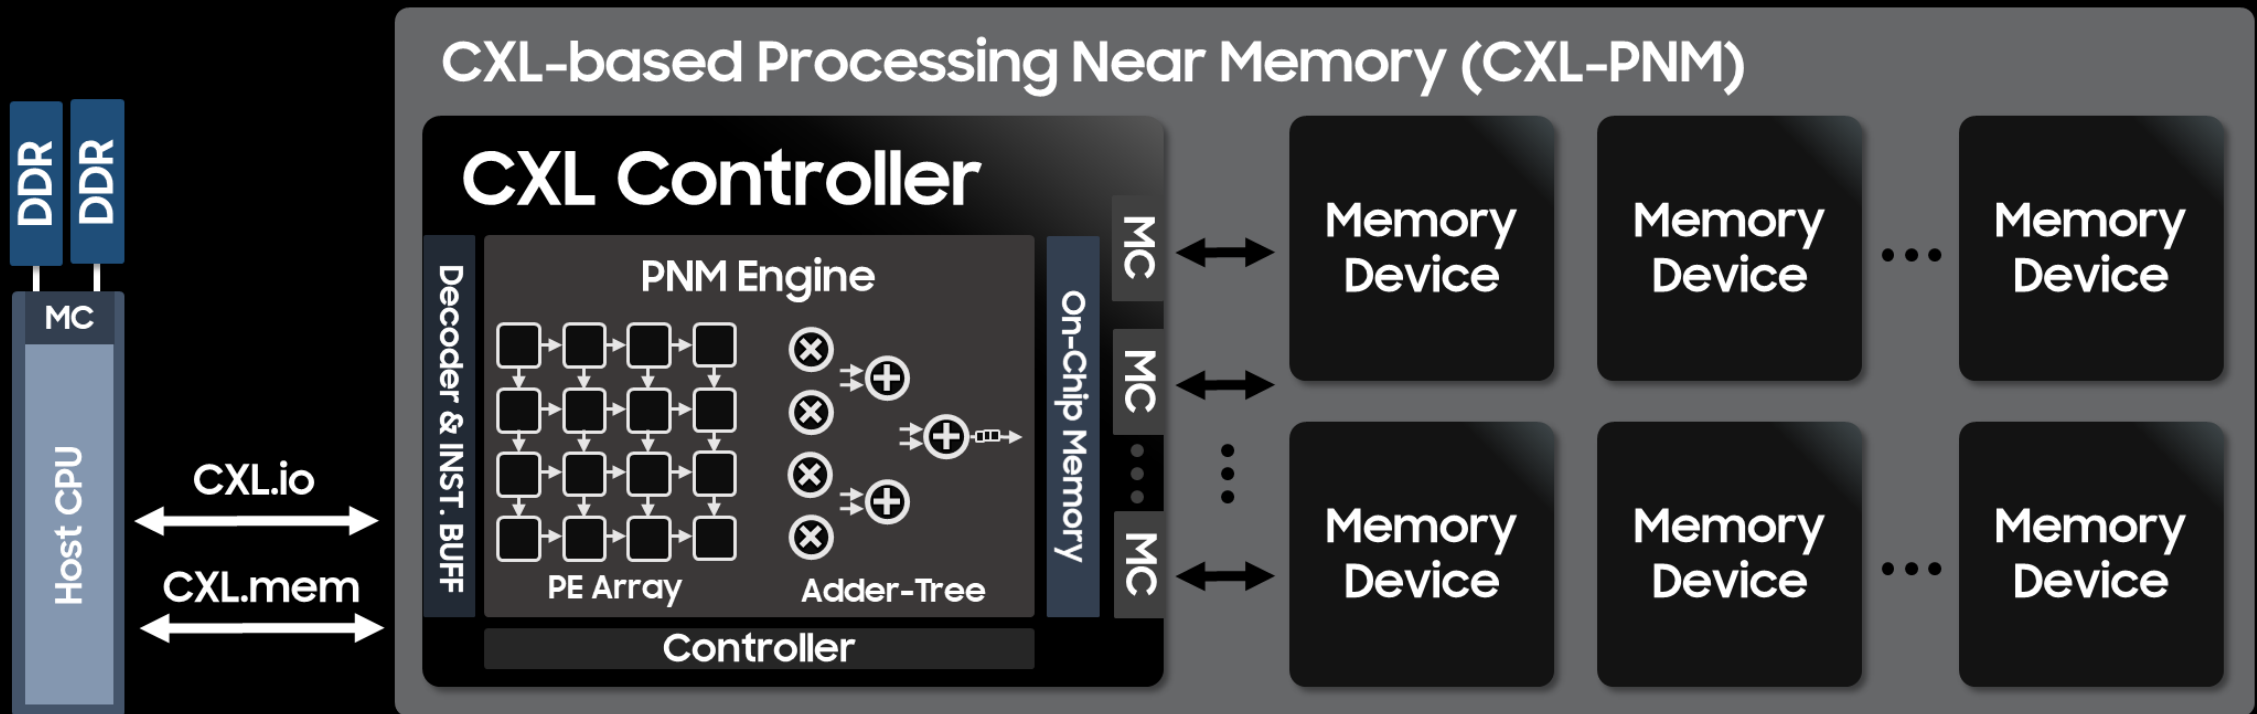 CXL-based Processing Near Memory (CXL-PNM)
DDR
DDR
MC
Host CPU
CXL.io
CXL.mem
CXL Controller
Decoder & INST. BUFF
PNM Engine
PE Array
Adder-Tree
Controller
On-Chip Memory
MC
MC
MC
Memory
Device
Memory
Device
Memory
Device
Memory
Device
Memory
Device
Memory
Device